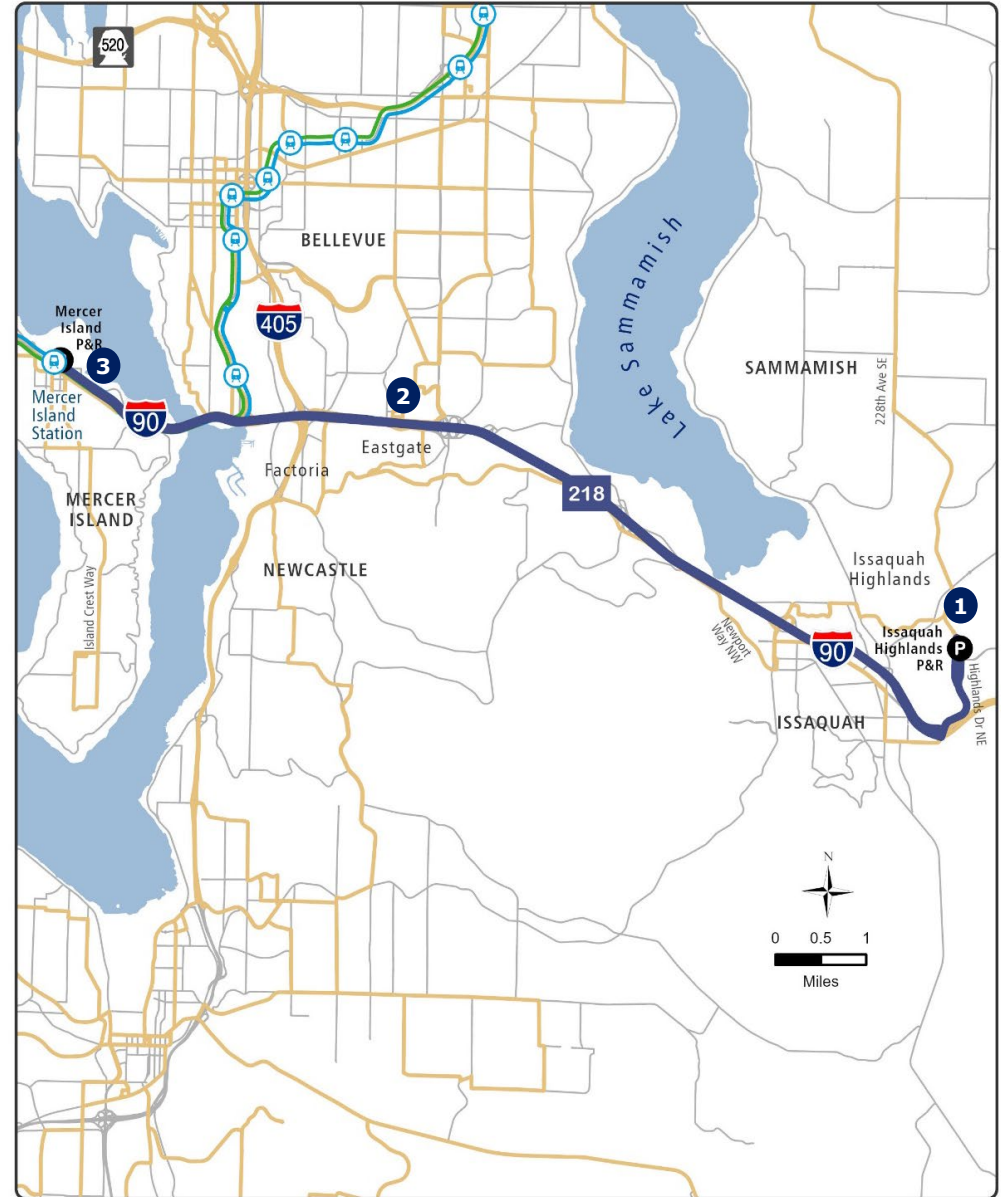 520
BELLEVUE
405
Mercer
Island
P&R
3
Mercer
Island
Station
90
2
Eastgate
Factoria
MERCER
ISLAND
Island Crest Way
NEWCASTLE
218
Lake Sammamish
SAMMAMISH
228th Ave SE
Issaquah
Highlands
1
Issaquah
Highlands
P&R
P
Newport
Way NW
90
Highlands Dr NE
ISSAQUAH
N
0 0.5 1
Miles